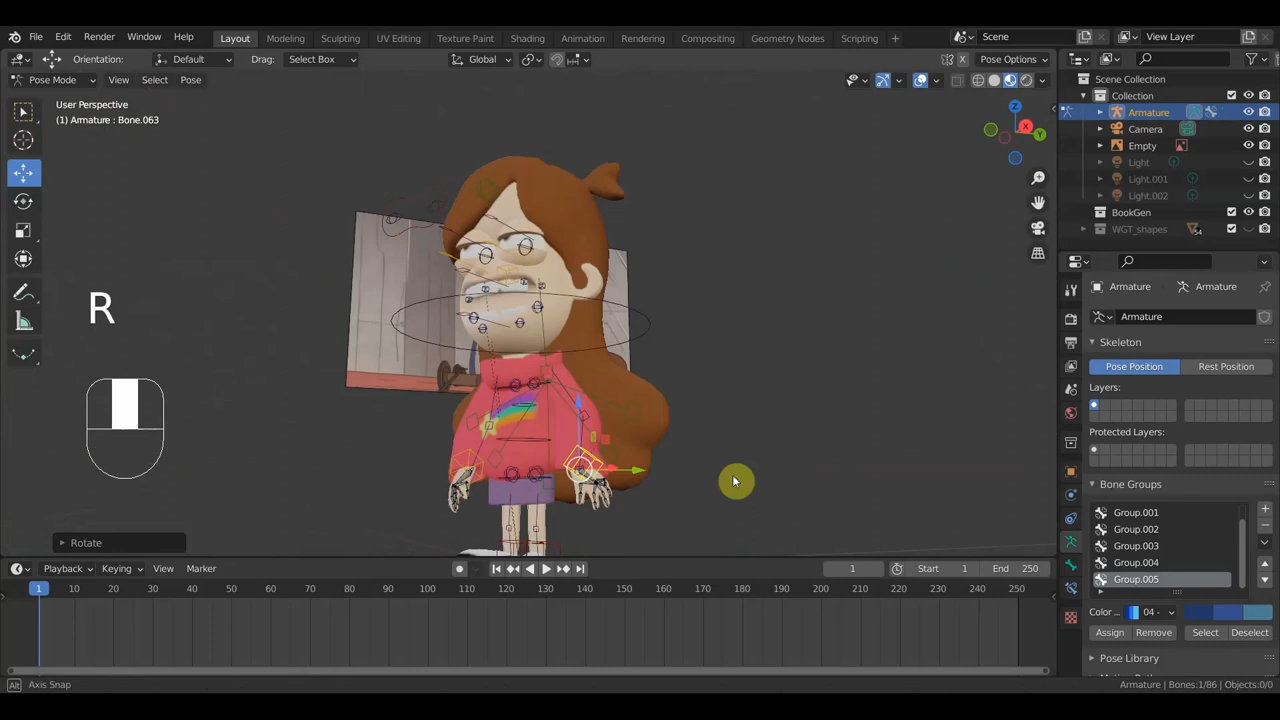 File Edit Render Window Help Layout Modeling Sculpting UV Editing Texture Paint Shading Animation Rendering Compositing Geometry Nodes Scripting + Scene View Layer
Orientation: Default Drag: Select Box Global X Y Z Pose Options
Pose Mode View Select Pose
Scene Collection
Collection
Armature
Camera
Empty
Light
Light.001
Light.002
BookGen
WGT_shapes 54
User Perspective
(1) Armature : Bone.063
X
Y
Z
R
Rotate
Armature Armature
Armature
Skeleton
Pose Position Rest Position
Layers:
Protected Layers:
Bone Groups
Group.001
Group.002
Group.003
Group.004
Group.005
Color ... 04 -
Assign Remove Select Deselect
Pose Library
Playback Keying View Marker 1 Start 1 End 250
1 10 20 30 40 50 60 70 80 90 100 110 120 130 140 150 160 170 180 190 200 210 220 230 240 250
Alt Axis Snap Armature | Bones:1/86 | Objects:0/0